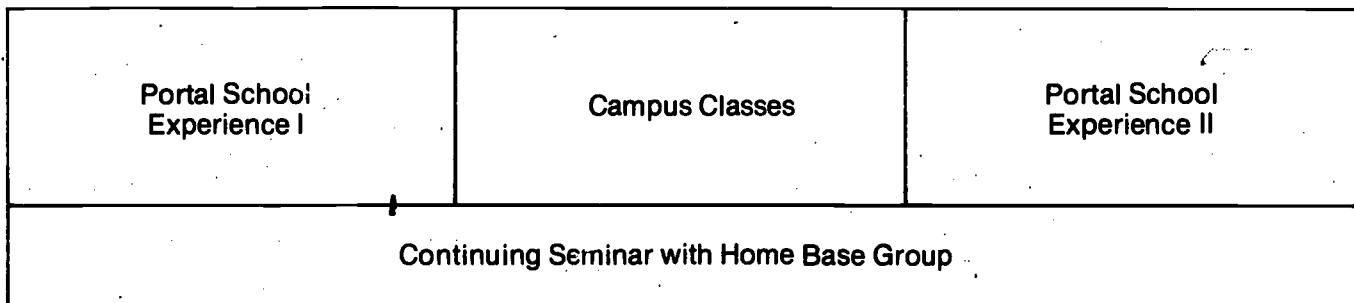 Portal School
Experience I
Campus Classes
Portal School
Experience II
Continuing Seminar with Home Base Group